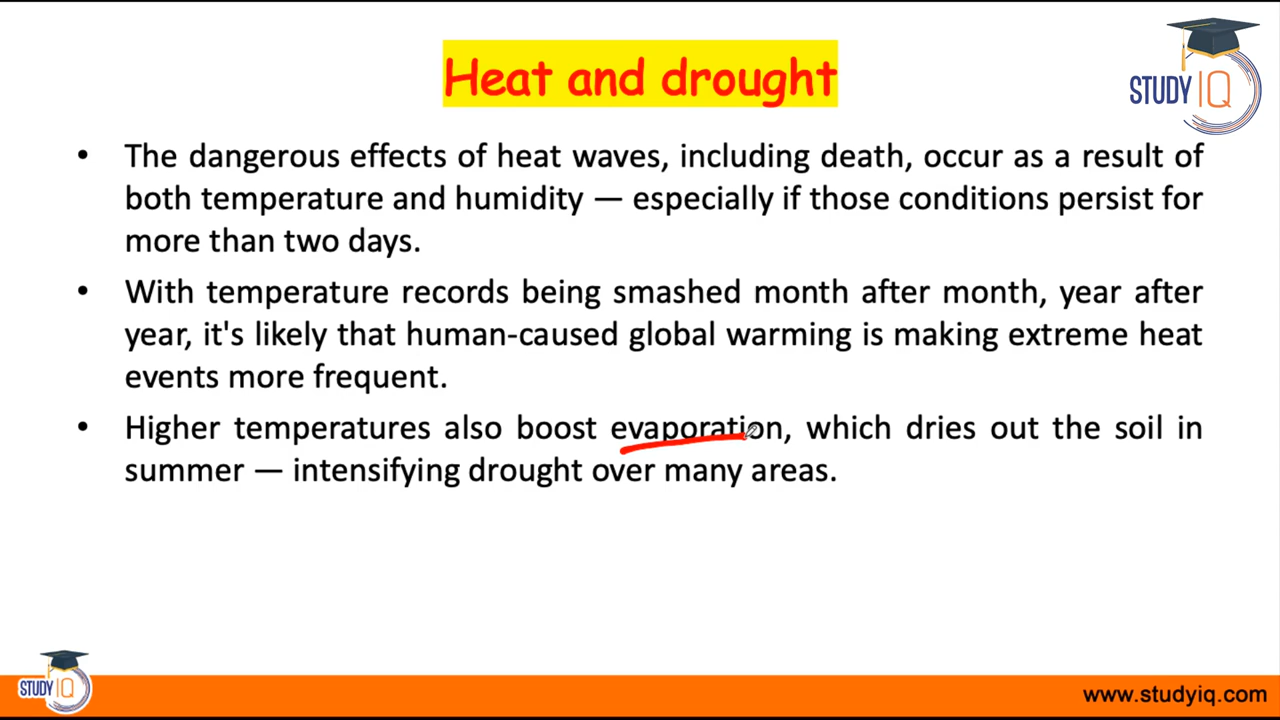 Heat and drought
STUDY IQ
• The dangerous effects of heat waves, including death, occur as a result of
both temperature and humidity — especially if those conditions persist for
more than two days.
• With temperature records being smashed month after month, year after
year, it's likely that human-caused global warming is making extreme heat
events more frequent.
• Higher temperatures also boost evaporation, which dries out the soil in
summer — intensifying drought over many areas.
STUDY IQ
www.studyiq.com